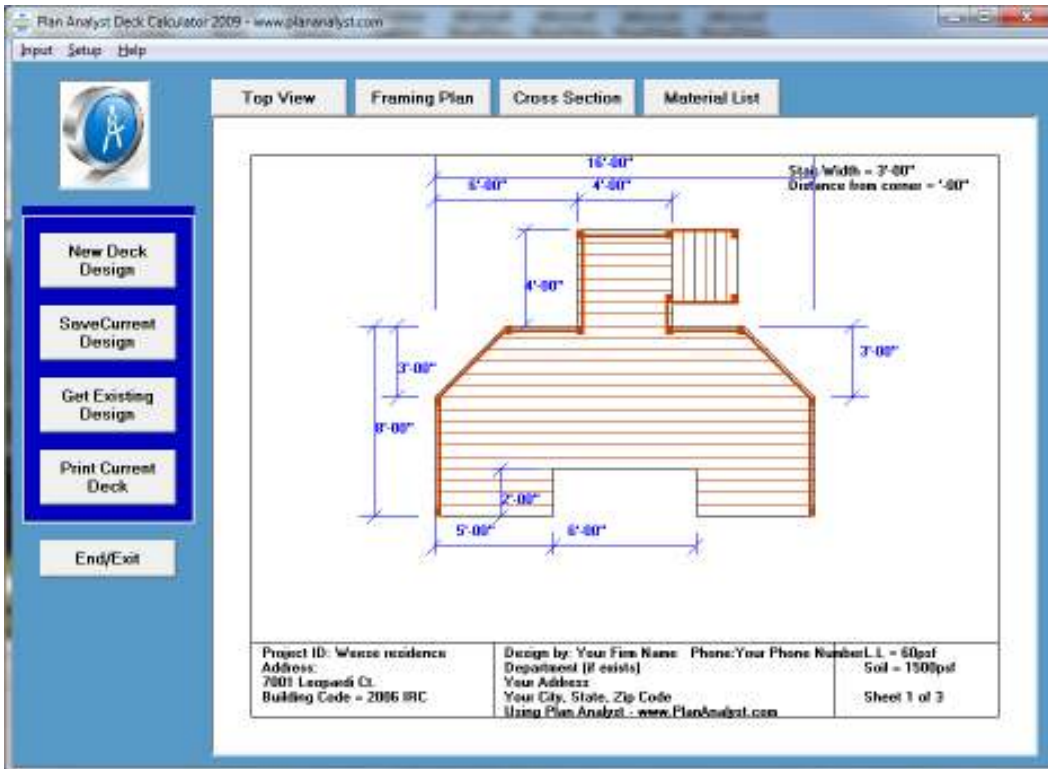 Plan Analyst Deck Calculator 2009 - www.plananalyst.com
Input Setup Help
Top View Framing Plan Cross Section Material List
New Deck
Design
SaveCurrent
Design
Get Existing
Design
Print Current
Deck
End/Exit
16'-00"
Stair Width = 3'-00"
6'-00" 4'-00"
Distance from corner = '-00"
4'-00"
3'-00"
3'-00"
8'-00"
2'-00"
5'-00" 6'-00"
Project ID: residence
Address:
7001 Leopardi Ct.
Building Code = 2006 IRC
Design by: Your Firm Name Phone:Your Phone Number
Department (if exists)
Your Address
Your City, State, Zip Code
Using Plan Analyst - www.PlanAnalyst.com
L.L = 60psf
Soil = 1500psf
Sheet 1 of 3